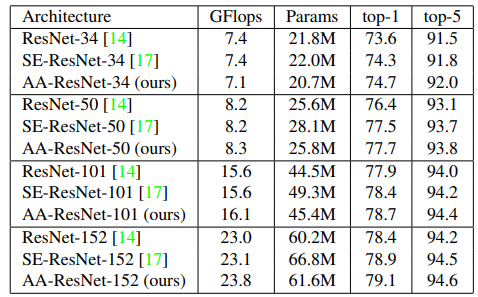 Architecture GFlops Params top-1 top-5
ResNet-34 [14] 7.4 21.8M 73.6 91.5
SE-ResNet-34 [17] 7.4 22.0M 74.3 91.8
AA-ResNet-34 (ours) 7.1 20.7M 74.7 92.0
ResNet-50 [14] 8.2 25.6M 76.4 93.1
SE-ResNet-50 [17] 8.2 28.1M 77.5 93.7
AA-ResNet-50 (ours) 8.3 25.8M 77.7 93.8
ResNet-101 [14] 15.6 44.5M 77.9 94.0
SE-ResNet-101 [17] 15.6 49.3M 78.4 94.2
AA-ResNet-101 (ours) 16.1 45.4M 78.7 94.4
ResNet-152 [14] 23.0 60.2M 78.4 94.2
SE-ResNet-152 [17] 23.1 66.8M 78.9 94.5
AA-ResNet-152 (ours) 23.8 61.6M 79.1 94.6